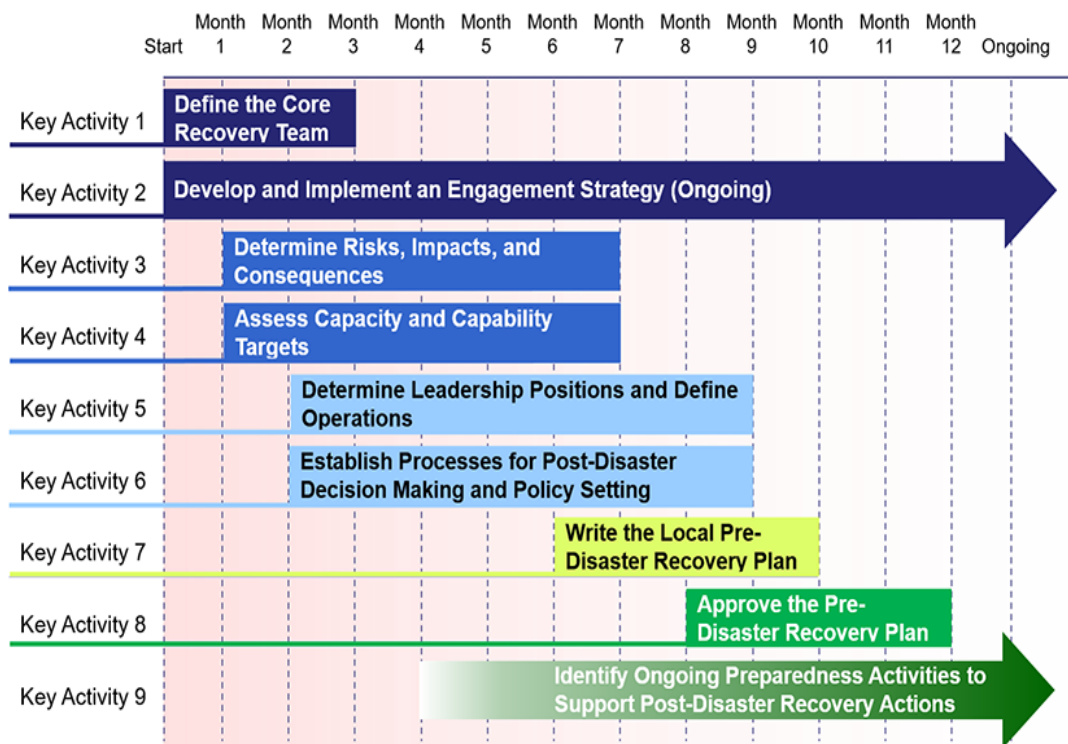 Month Month Month Month Month Month Month Month Month Month Month Month
Start 1 2 3 4 5 6 7 8 9 10 11 12 Ongoing
Key Activity 1
Define the Core
Recovery Team
Key Activity 2
Develop and Implement an Engagement Strategy (Ongoing)
Key Activity 3
Determine Risks, Impacts, and
Consequences
Key Activity 4
Assess Capacity and Capability
Targets
Key Activity 5
Determine Leadership Positions and Define
Operations
Key Activity 6
Establish Processes for Post-Disaster
Decision Making and Policy Setting
Key Activity 7
Write the Local Pre-
Disaster Recovery Plan
Key Activity 8
Approve the Pre-
Disaster Recovery Plan
Key Activity 9
Identify Ongoing Preparedness Activities to
Support Post-Disaster Recovery Actions